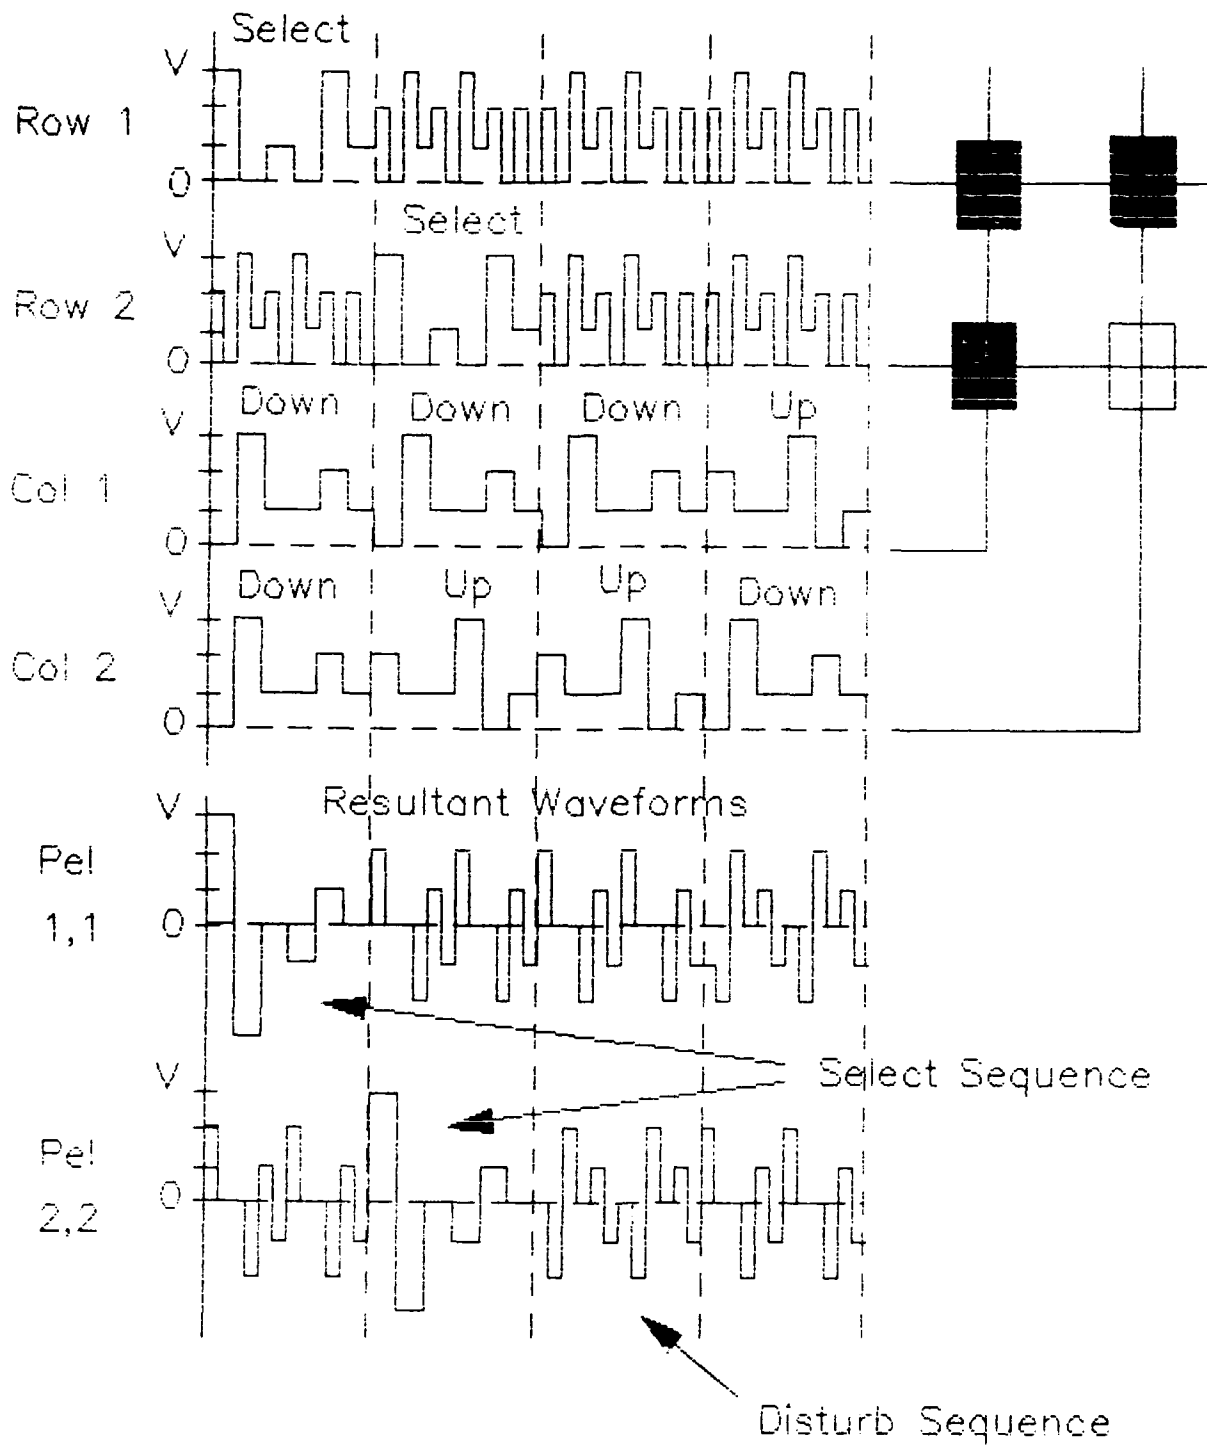 Select
V
Row 1
0
Select
V
Row 2
0
Down Down Down Up
V
Col 1
0
Down Up Up Down
V
Col 2
0
V
Resultant Waveforms
Pel
1,1
0
V
Select Sequence
Pel
2,2
0
Disturb Sequence